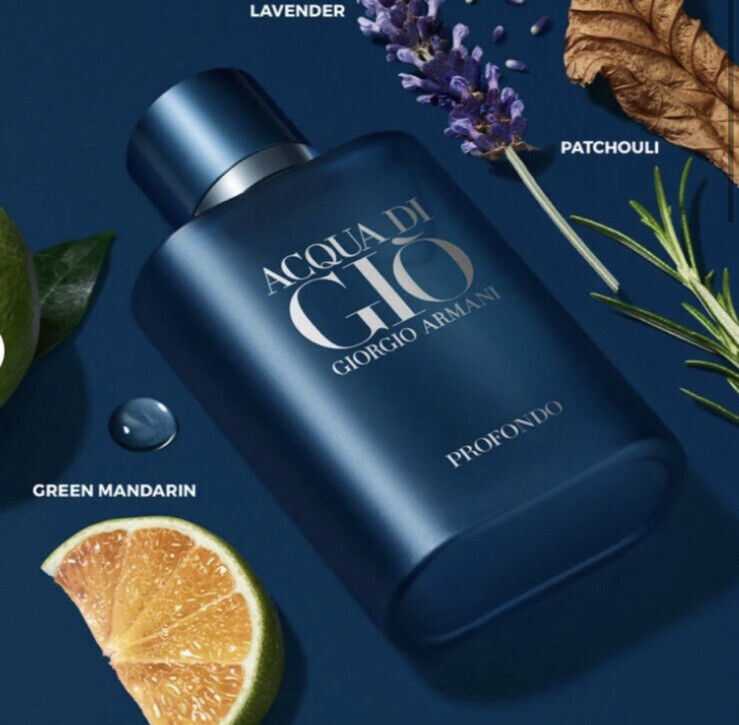 LAVENDER
PATCHOULI
ACQUA DI
GIÒ
GIORGIO ARMANI
PROFONDO
GREEN MANDARIN